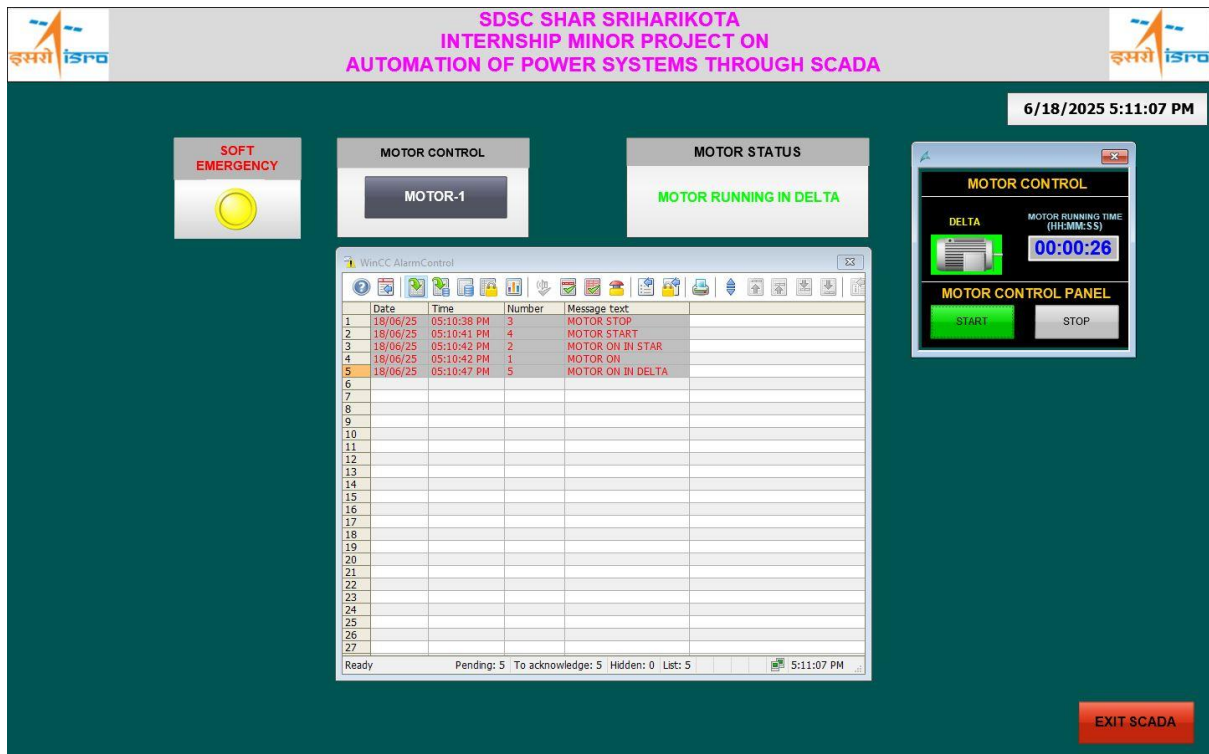 SDSC SHAR SRIHARIKOTA
INTERNSHIP MINOR PROJECT ON
AUTOMATION OF POWER SYSTEMS THROUGH SCADA
इसरो isro
इसरो isro
6/18/2025 5:11:07 PM
SOFT
EMERGENCY
MOTOR CONTROL
MOTOR-1
MOTOR STATUS
MOTOR RUNNING IN DELTA
MOTOR CONTROL
DELTA
MOTOR RUNNING TIME
(HH:MM:SS)
00:00:26
MOTOR CONTROL PANEL
START STOP
WinCC AlarmControl
Date Time Number Message text
1 18/06/25 05:10:38 PM 3 MOTOR STOP
2 18/06/25 05:10:41 PM 4 MOTOR START
3 18/06/25 05:10:42 PM 2 MOTOR ON IN STAR
4 18/06/25 05:10:42 PM 1 MOTOR ON
5 18/06/25 05:10:47 PM 5 MOTOR ON IN DELTA
6
7
8
9
10
11
12
13
14
15
16
17
18
19
20
21
22
23
24
25
26
27
Ready Pending: 5 To acknowledge: 5 Hidden: 0 List: 5 5:11:07 PM
EXIT SCADA